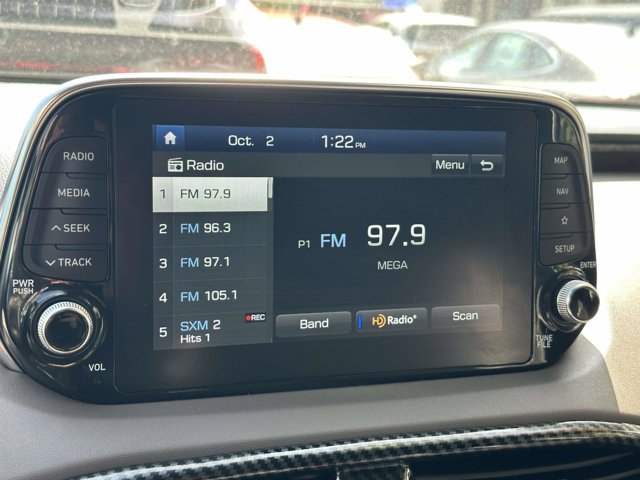 Oct. 2 1:22 PM
RADIO
MEDIA
SEEK
TRACK
PWR
PUSH
VOL
Radio
Menu
1 FM 97.9
2 FM 96.3
3 FM 97.1
4 FM 105.1
5 SXM 2 REC
Hits 1
P1 FM 97.9
MEGA
Band
HD Radio®
Scan
MAP
NAV
SETUP
ENTER
TUNE
FILE